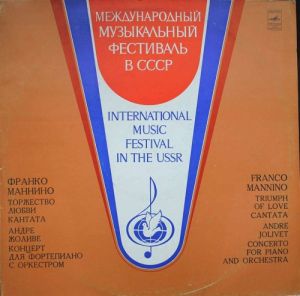 МЕЖДУНАРОДНЫЙ
МУЗЫКАЛЬНЫЙ
ФЕСТИВАЛЬ
В СССР
INTERNATIONAL
MUSIC
FESTIVAL
IN THE USSR
ФРАНКО
МАННИНО
ТОРЖЕСТВО
ЛЮБВИ
КАНТАТА
АНДРЕ
ЖОЛИВЕ
КОНЦЕРТ
ДЛЯ ФОРТЕПИАНО
С ОРКЕСТРОМ
FRANCO
MANNINO
TRIUMPH
OF LOVE
CANTATA
ANDRE
JOLIVET
CONCERTO
FOR PIANO
AND ORCHESTRA